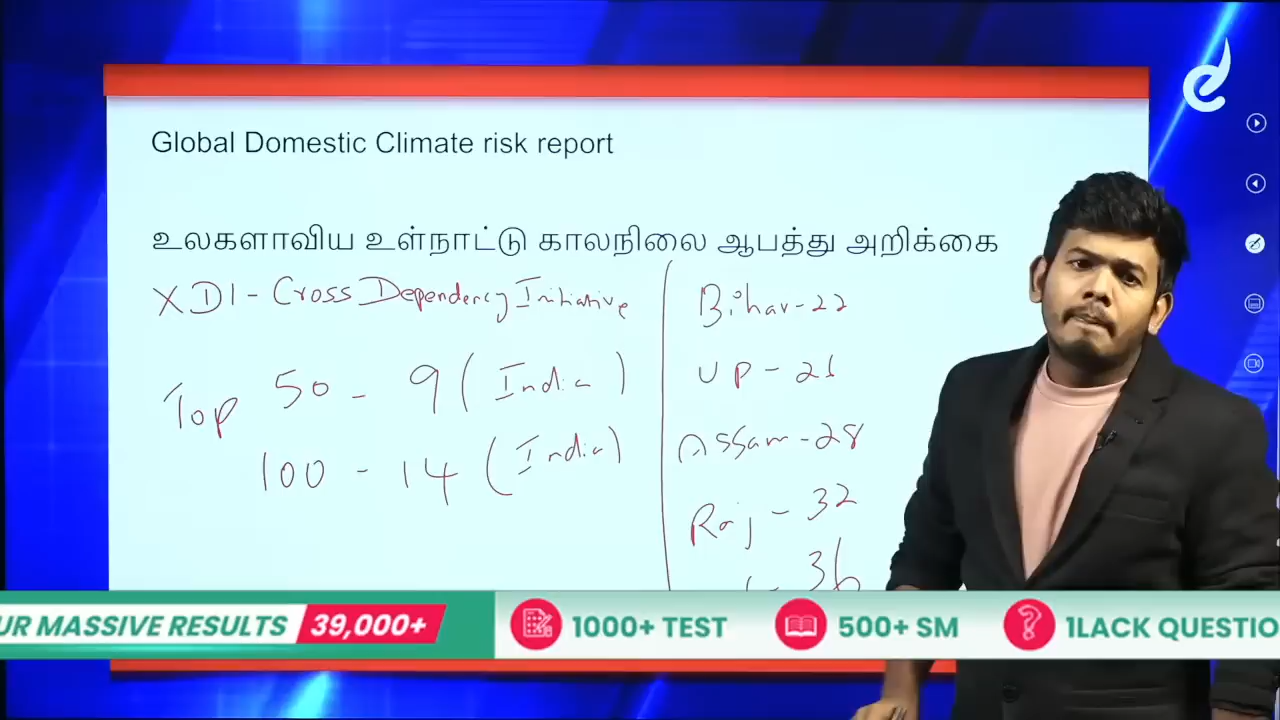 Global Domestic Climate risk report
உலகளாவிய உள்நாட்டு காலநிலை ஆபத்து அறிக்கை
XDI - Cross Dependency Initiative
Top 50 - 9 (India)
100 - 14 (India)
Bihar - 22
UP - 25
Assam - 28
Raj - 32
36
UR MASSIVE RESULTS 39,000+ 1000+ TEST 500+ SM 1LACK QUESTIO